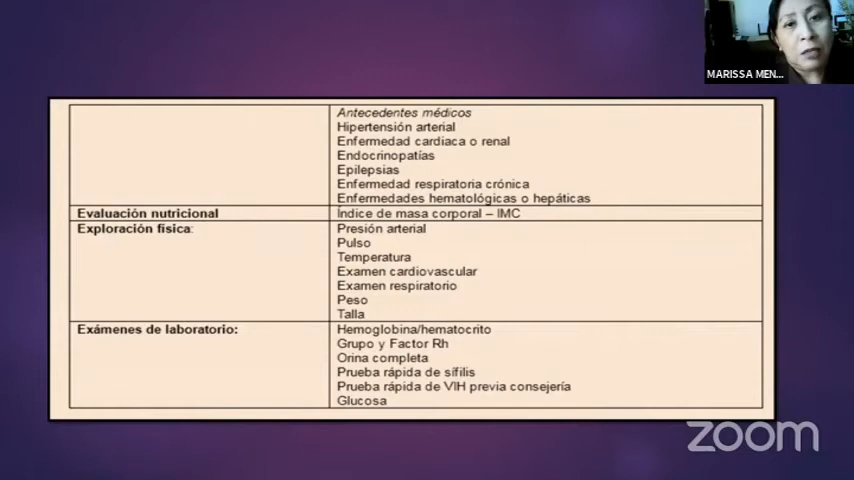 MARISSA MEN...
Antecedentes médicos
Hipertensión arterial
Enfermedad cardiaca o renal
Endocrinopatías
Epilepsias
Enfermedad respiratoria crónica
Enfermedades hematológicas o hepáticas
Evaluación nutricional
Índice de masa corporal – IMC
Exploración física:
Presión arterial
Pulso
Temperatura
Examen cardiovascular
Examen respiratorio
Peso
Talla
Exámenes de laboratorio:
Hemoglobina/hematocrito
Grupo y Factor Rh
Orina completa
Prueba rápida de sífilis
Prueba rápida de VIH previa consejería
Glucosa
zoom